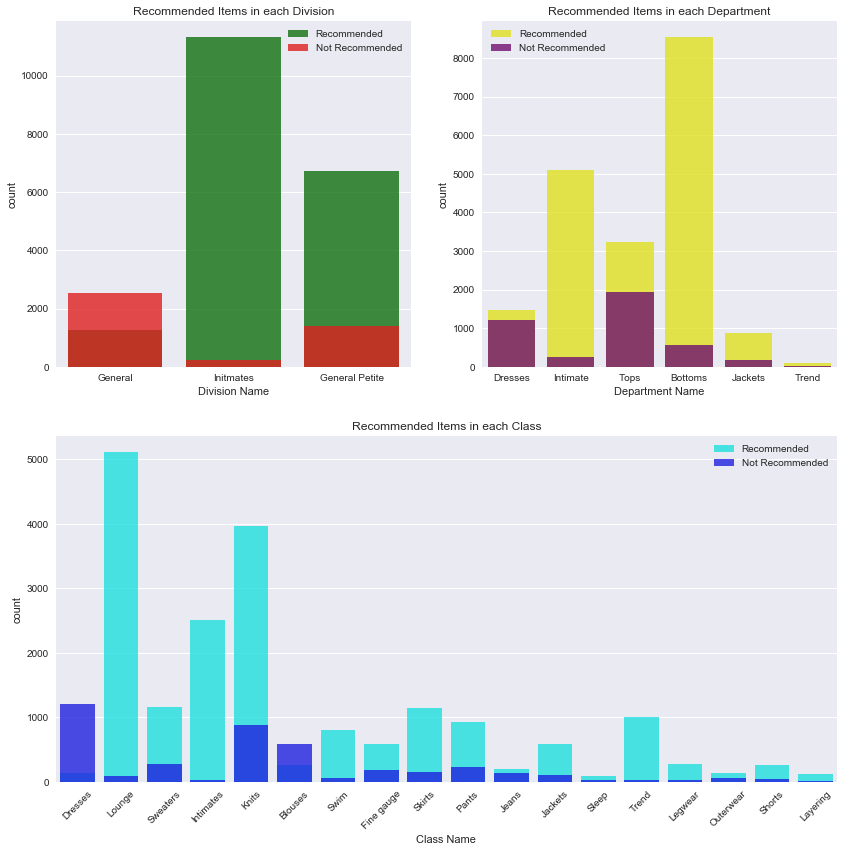 Recommended Items in each Division
Recommended
Not Recommended
10000
8000
6000
4000
2000
0
count
General Initmates General Petite
Division Name
Recommended Items in each Department
Recommended
Not Recommended
8000
7000
6000
5000
4000
3000
2000
1000
0
count
Dresses Intimate Tops Bottoms Jackets Trend
Department Name
Recommended Items in each Class
Recommended
Not Recommended
5000
4000
3000
2000
1000
0
count
Dresses Lounge Sweaters Intimates Knits Blouses Swim Fine gauge Skirts Pants Jeans Jackets Sleep Trend Legwear Outerwear Shorts Layering
Class Name